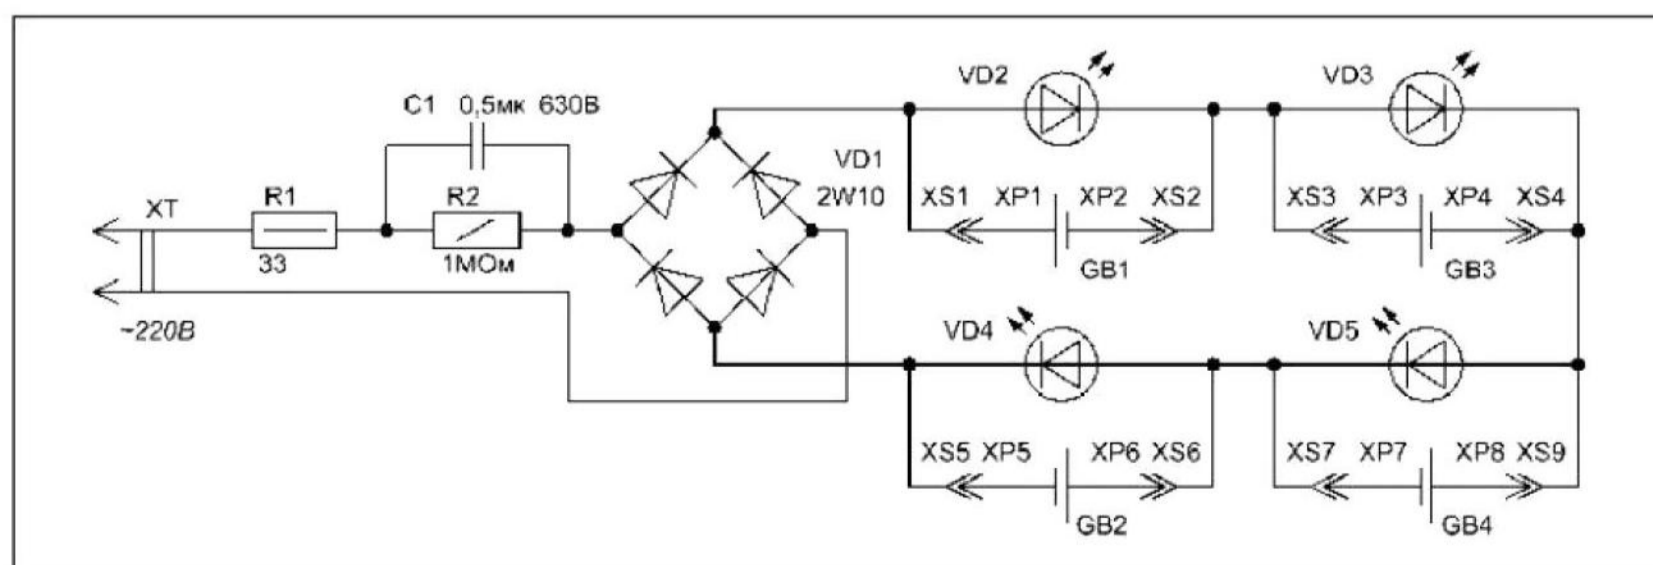 VD2
VD3
C1 0,5мк 630В
VD1
2W10
XT
R1
R2
33
1МОм
~220В
XS1 XP1 XP2 XS2
XS3 XP3 XP4 XS4
GB1
GB3
VD4
VD5
XS5 XP5 XP6 XS6
XS7 XP7 XP8 XS9
GB2
GB4